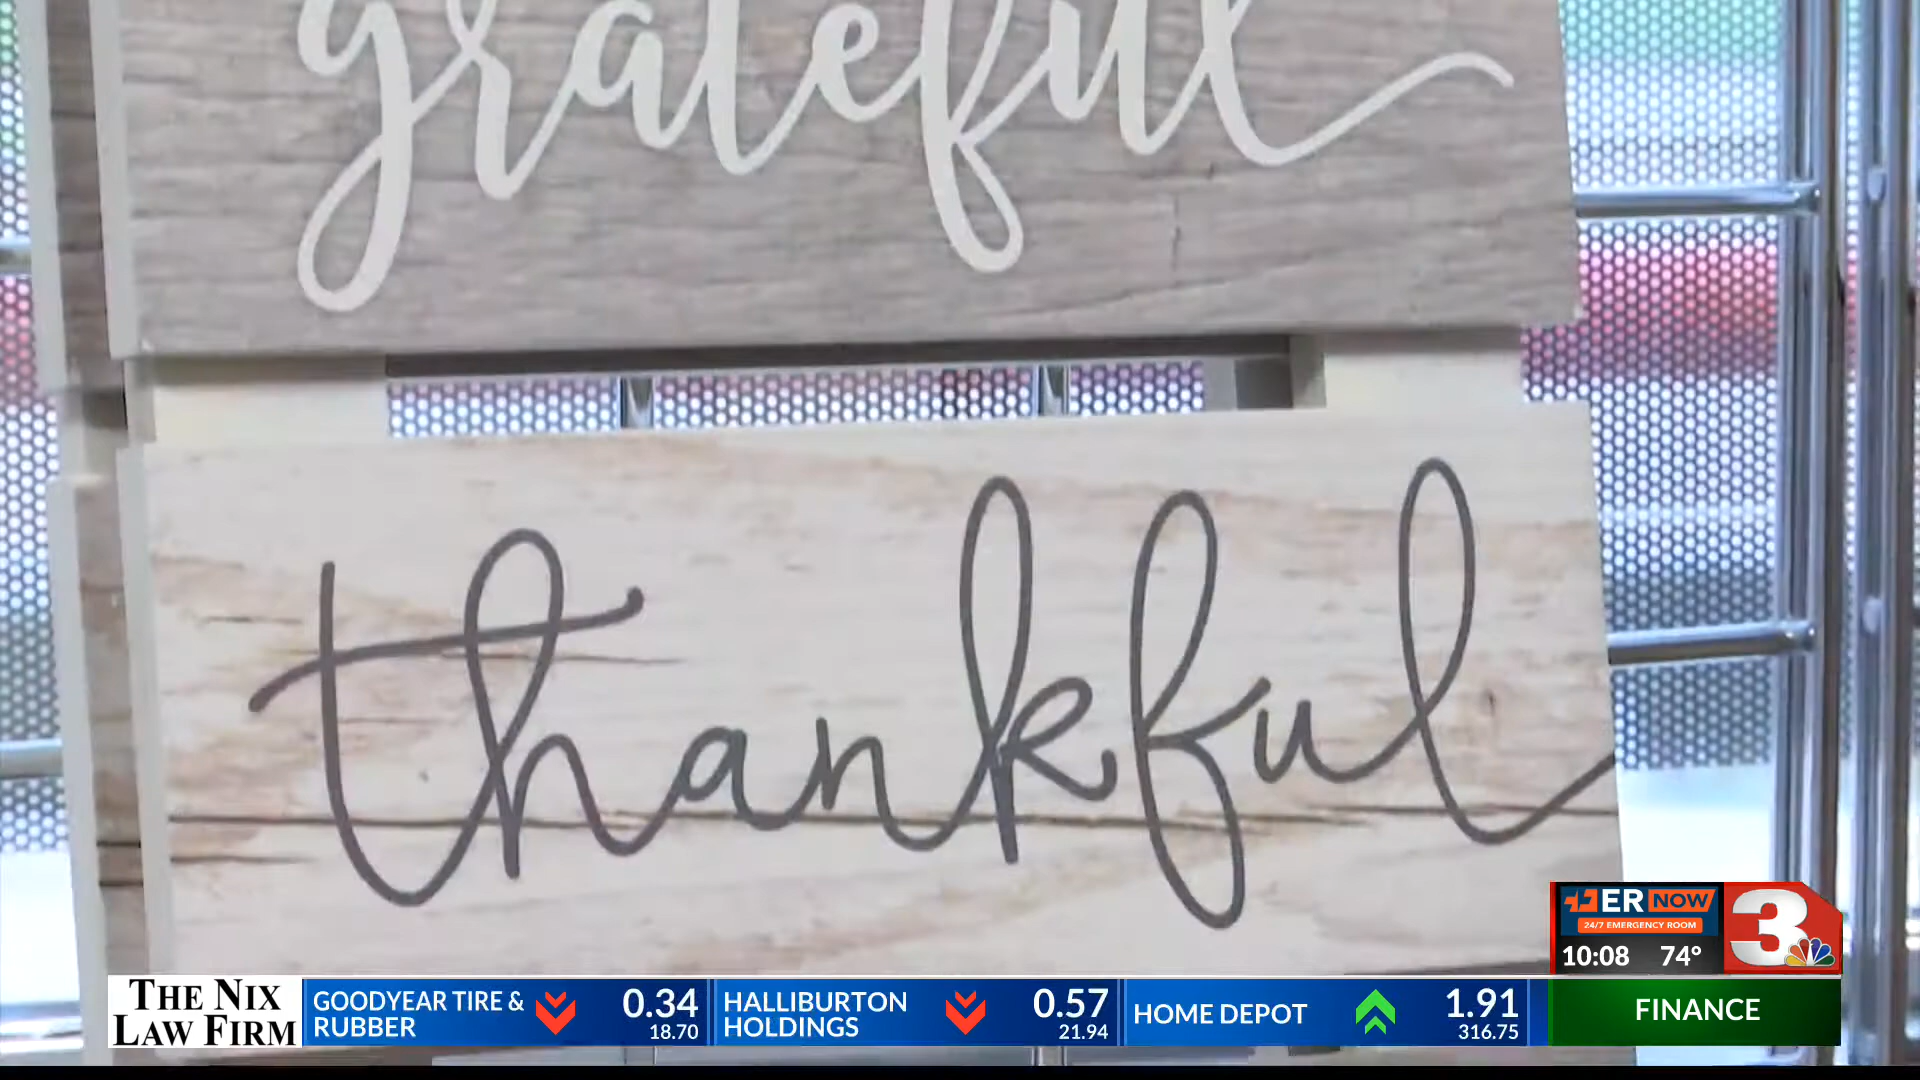 grateful
thankful
ER NOW
24/7 EMERGENCY ROOM
10:08 74°
3
THE NIX
LAW FIRM
GOODYEAR TIRE &
RUBBER
0.34
18.70
HALLIBURTON
HOLDINGS
0.57
21.94
HOME DEPOT
1.91
316.75
FINANCE